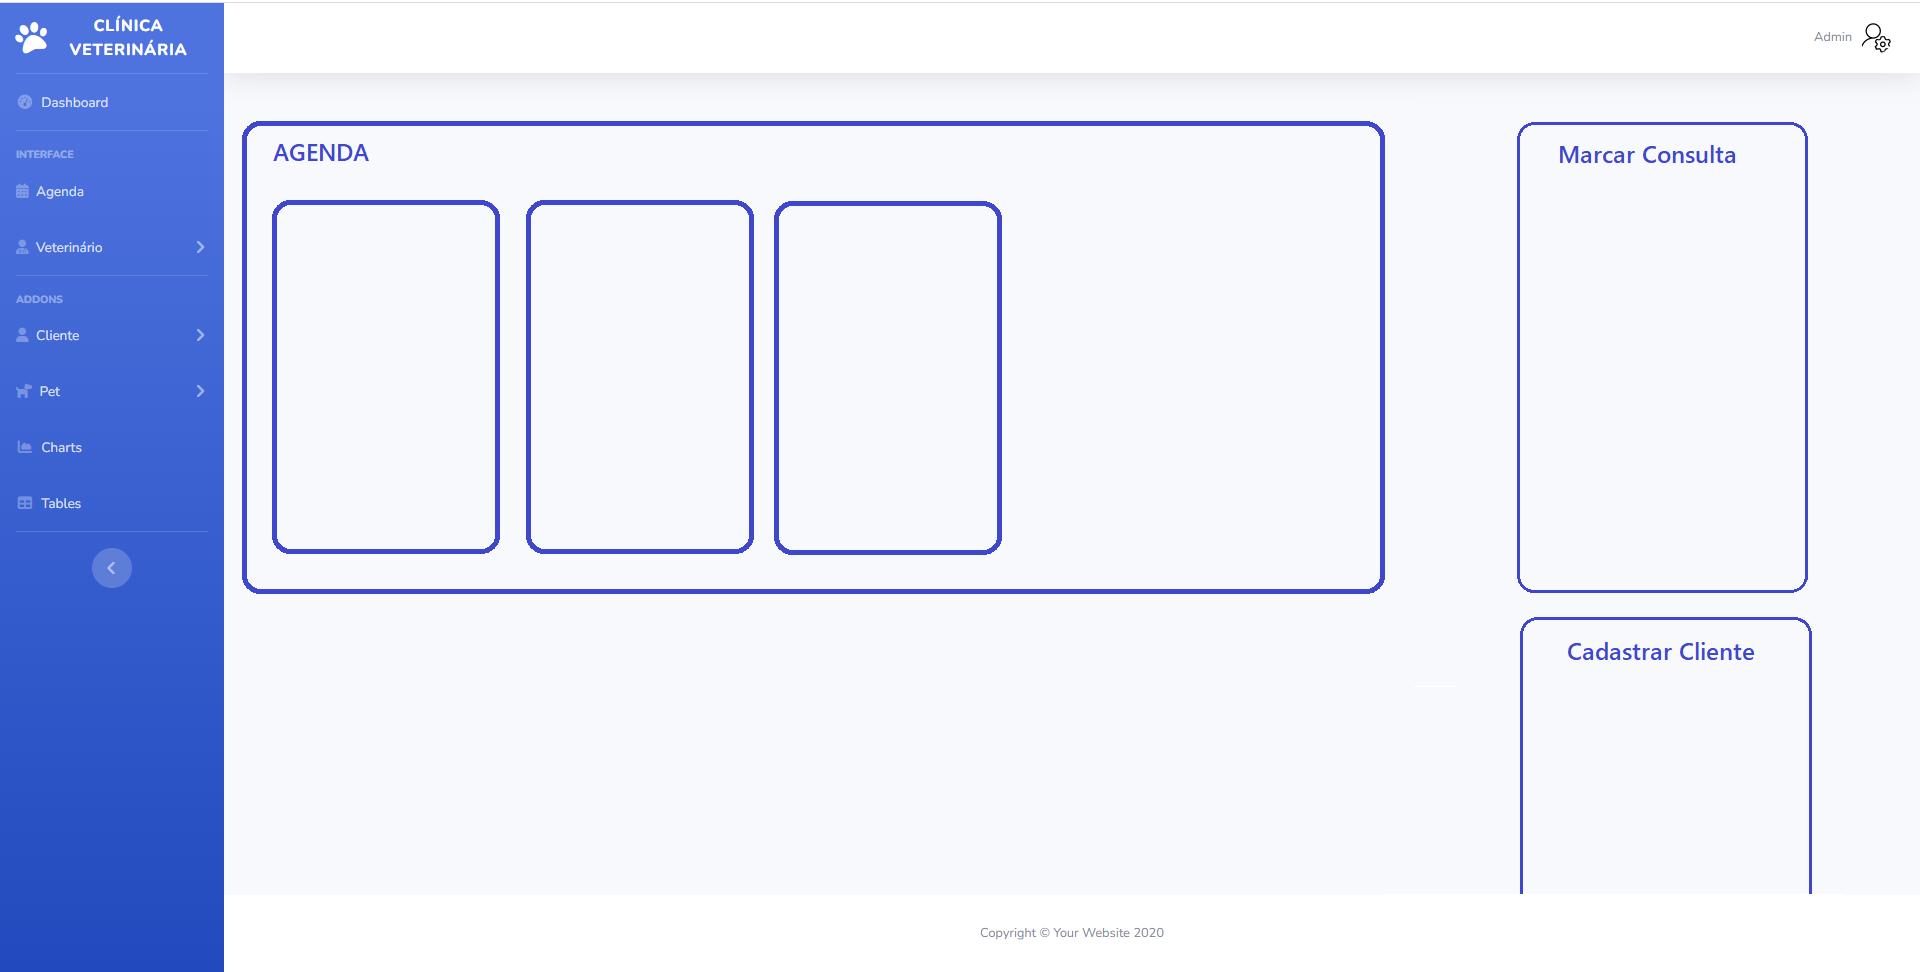 CLÍNICA
VETERINÁRIA
Dashboard
INTERFACE
Agenda
Veterinário
ADDONS
Cliente
Pet
Charts
Tables
Admin
AGENDA
Marcar Consulta
Cadastrar Cliente
Copyright © Your Website 2020